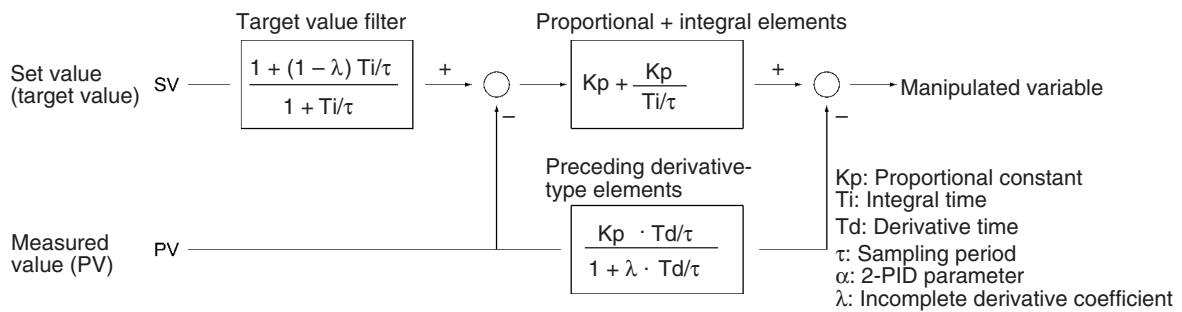 Target value filter
Proportional + integral elements
Set value
(target value)
SV
1 + (1 – λ) Ti/τ
1 + Ti/τ
+
–
Kp +
Kp
Ti/τ
+
–
Manipulated variable
Preceding derivative-
type elements
Measured
value (PV)
PV
Kp · Td/τ
1 + λ · Td/τ
Kp: Proportional constant
Ti: Integral time
Td: Derivative time
τ: Sampling period
α: 2-PID parameter
λ: Incomplete derivative coefficient